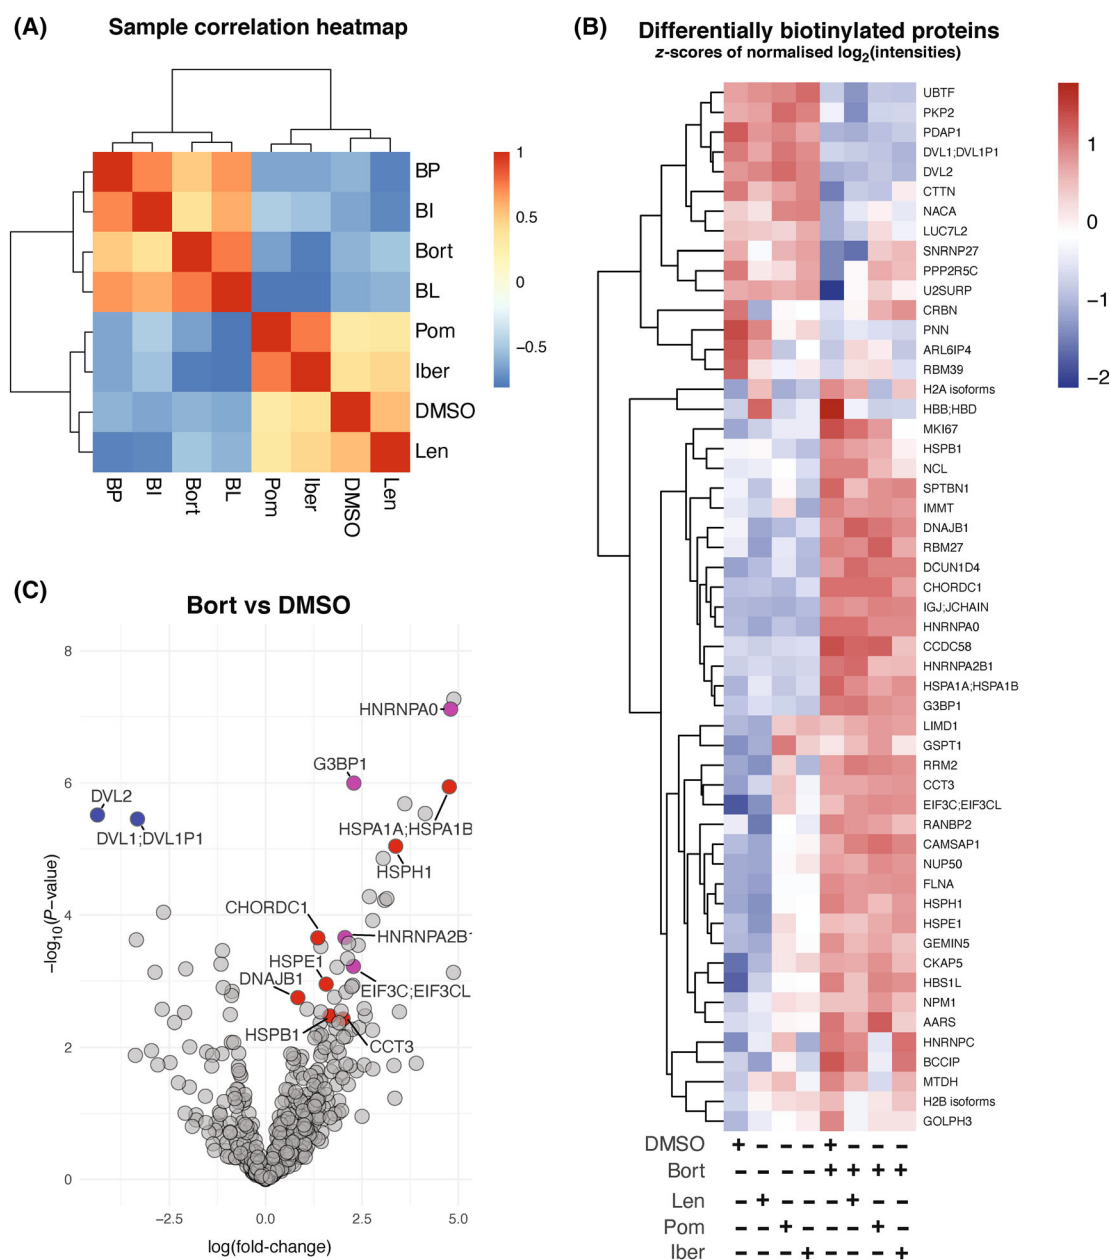 (A)
Sample correlation heatmap
BP
BI
Bort
BL
Pom
Iber
DMSO
Len
1
0.5
0
−0.5
BP
BI
Bort
BL
Pom
Iber
DMSO
Len
(B)
Differentially biotinylated proteins
z-scores of normalised log2(intensities)
UBTF
PKP2
PDAP1
DVL1;DVL1P1
DVL2
CTTN
NACA
LUC7L2
SNRNP27
PPP2R5C
U2SURP
CRBN
PNN
ARL6IP4
RBM39
H2A isoforms
HBB;HBD
MKI67
HSPB1
NCL
SPTBN1
IMMT
DNAJB1
RBM27
DCUN1D4
CHORDC1
IGJ;JCHAIN
HNRNPA0
CCDC58
HNRNPA2B1
HSPA1A;HSPA1B
G3BP1
LIMD1
GSPT1
RRM2
CCT3
EIF3C;EIF3CL
RANBP2
CAMSAP1
NUP50
FLNA
HSPH1
HSPE1
GEMIN5
CKAP5
HBS1L
NPM1
AARS
HNRNPC
BCCIP
MTDH
H2B isoforms
GOLPH3
1
0
−1
−2
DMSO + − − − + − − −
Bort − − − − + + + +
Len − + − − − + − −
Pom − − + − − − + −
Iber − − − + − − − +
(C)
Bort vs DMSO
8
6
4
2
0
−log10(P−value)
HNRNPA0
G3BP1
DVL2
DVL1;DVL1P1
HSPA1A;HSPA1B
HSPH1
CHORDC1
HNRNPA2B
HSPE1
DNAJB1
EIF3C;EIF3CL
HSPB1
CCT3
−2.5
0.0
2.5
5.0
log(fold−change)